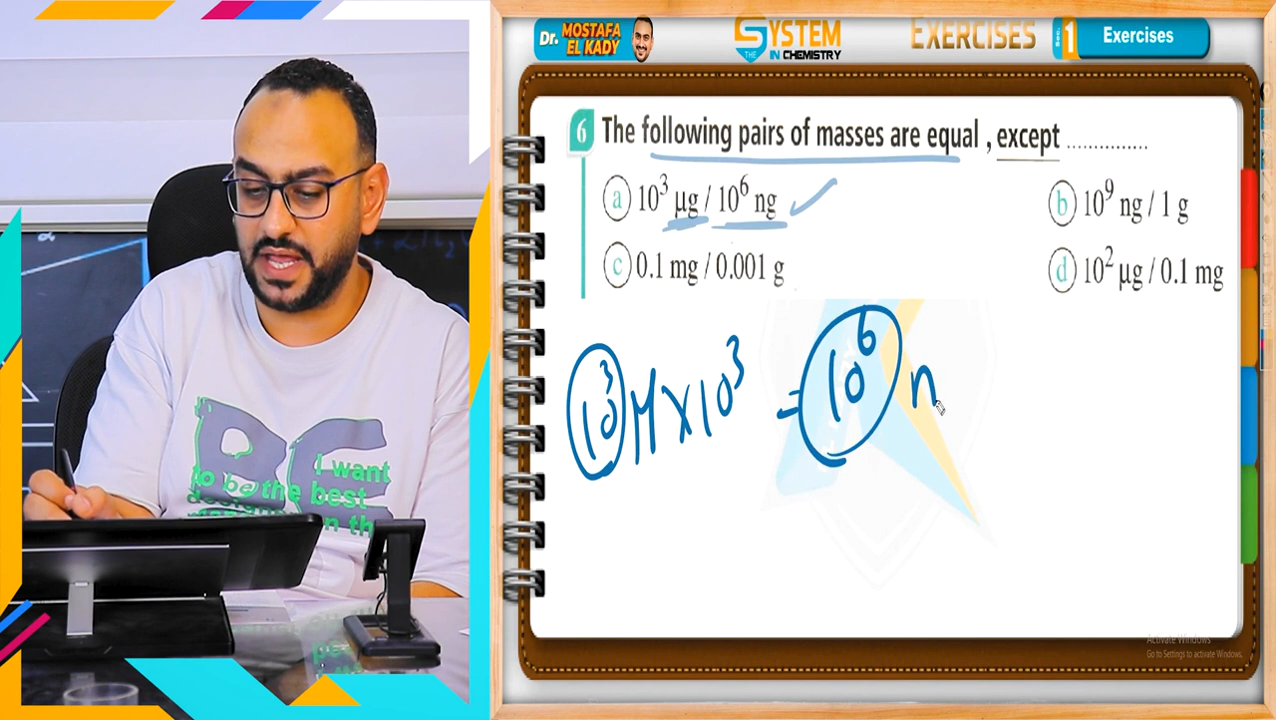 Dr. MOSTAFA EL KADY
SYSTEM
THE IN CHEMISTRY
EXERCISES
Sec. 1 Exercises
6 The following pairs of masses are equal , except ...............
a 10³ μg / 10⁶ ng ✓
b 10⁹ ng / 1 g
c 0.1 mg / 0.001 g
d 10² μg / 0.1 mg
10³ M x 10³ = 10⁶ n
I want
to be the best
Activate Windows
Go to Settings to activate Windows.